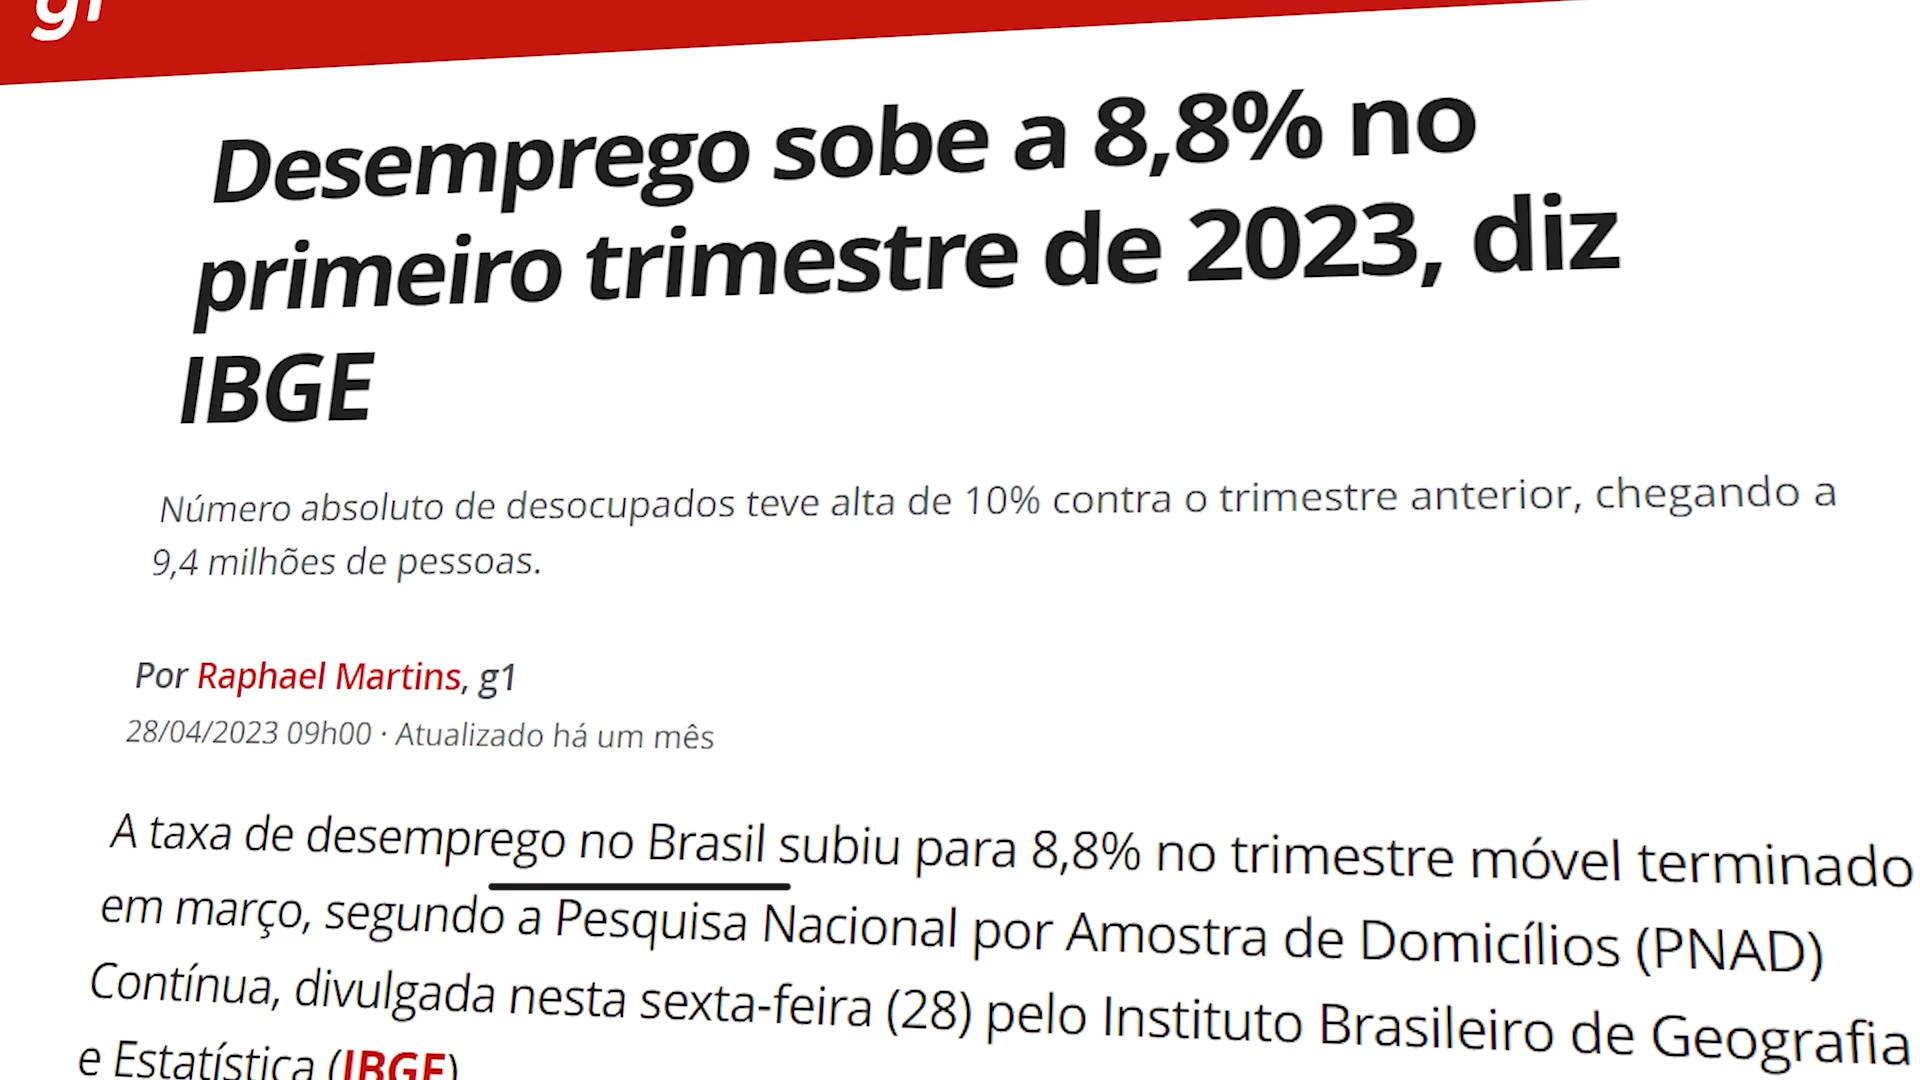 g1
Desemprego sobe a 8,8% no
primeiro trimestre de 2023, diz
IBGE
Número absoluto de desocupados teve alta de 10% contra o trimestre anterior, chegando a
9,4 milhões de pessoas.
Por Raphael Martins, g1
28/04/2023 09h00 · Atualizado há um mês
A taxa de desemprego no Brasil subiu para 8,8% no trimestre móvel terminado
em março, segundo a Pesquisa Nacional por Amostra de Domicílios (PNAD)
Contínua, divulgada nesta sexta-feira (28) pelo Instituto Brasileiro de Geografia
e Estatística (IBGE)